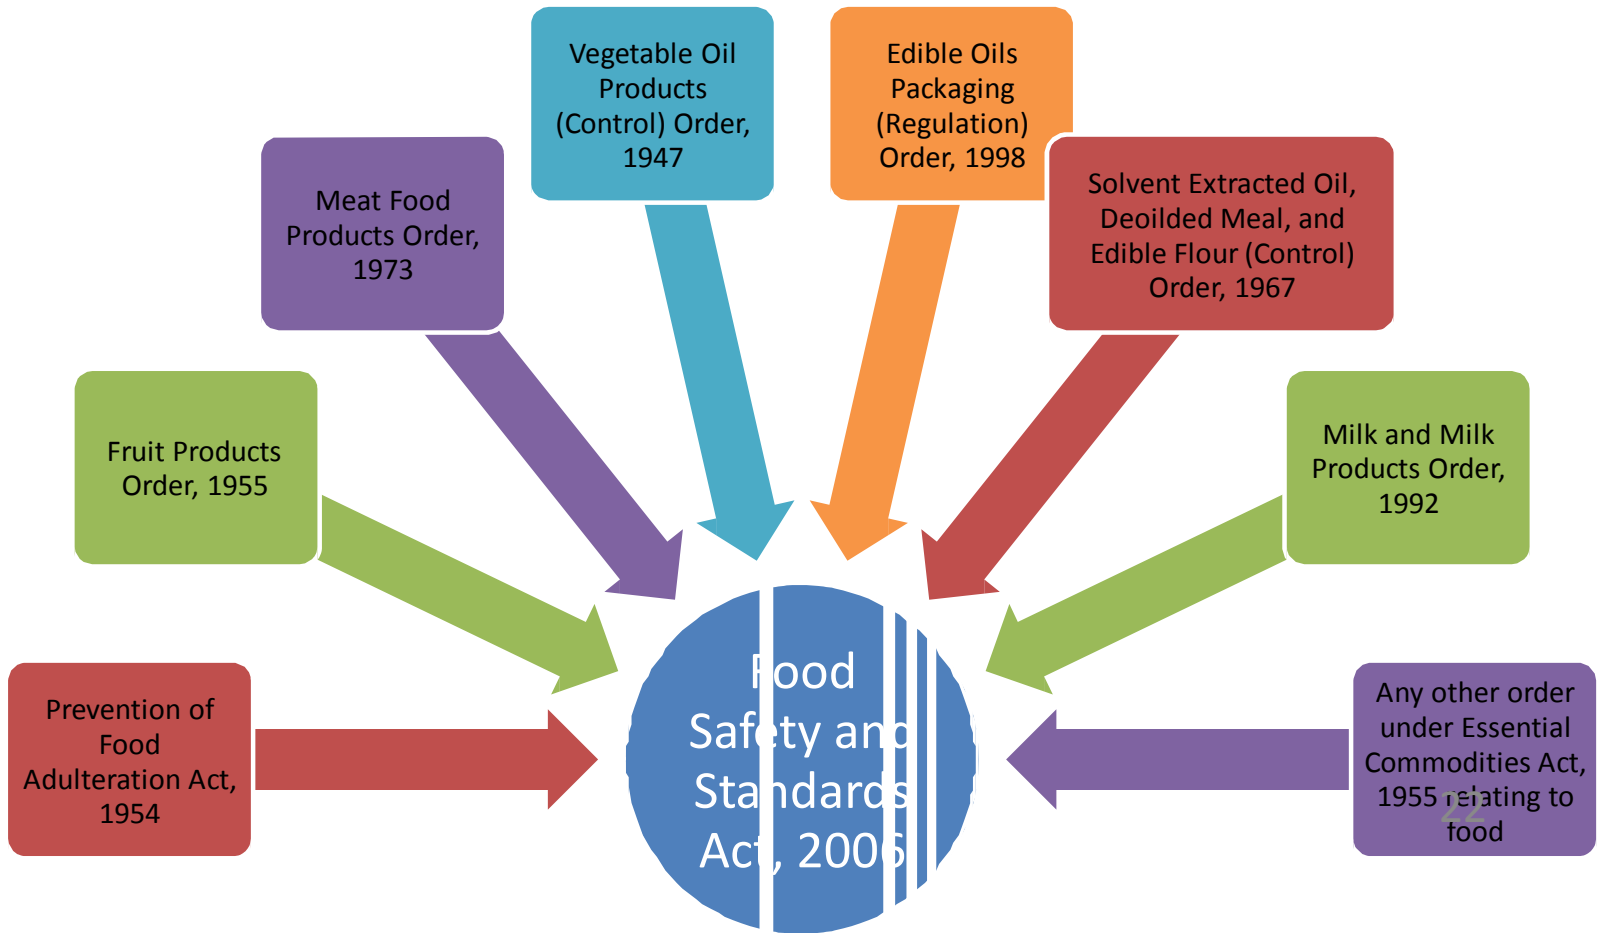 Vegetable Oil
Products
(Control) Order,
1947
Edible Oils
Packaging
(Regulation)
Order, 1998
Meat Food
Products Order,
1973
Solvent Extracted Oil,
Deoilded Meal, and
Edible Flour (Control)
Order, 1967
Fruit Products
Order, 1955
Milk and Milk
Products Order,
1992
Prevention of
Food
Adulteration Act,
1954
Food
Safety and
Standards
Act, 2006
Any other order
under Essential
Commodities Act,
1955 relating to
food
22